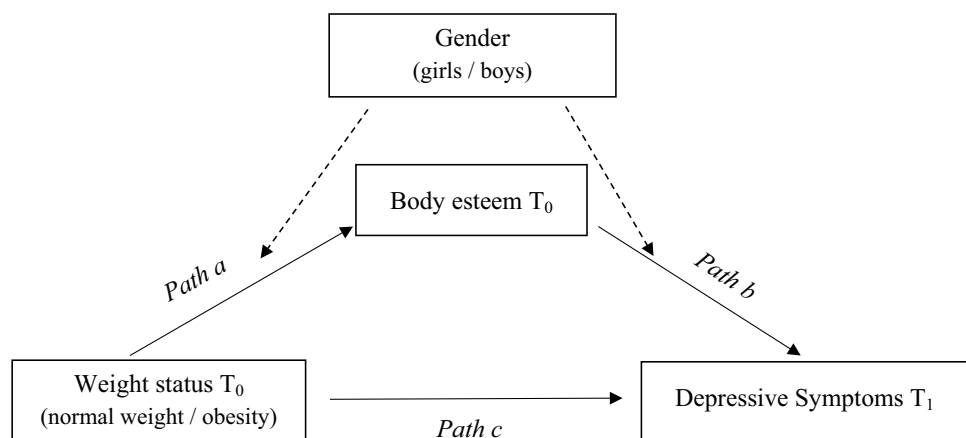 Gender
(girls / boys)
Body esteem T₀
Path a
Path b
Weight status T₀
(normal weight / obesity)
Depressive Symptoms T₁
Path c